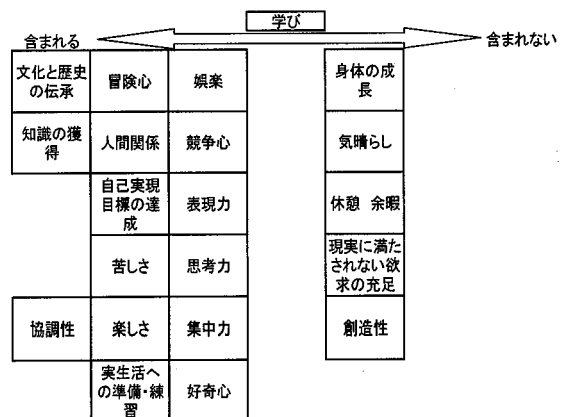 学び
含まれる
含まれない
文化と歴史
の伝承
冒険心
娯楽
身体の成
長
知識の獲
得
人間関係
競争心
気晴らし
自己実現
目標の達
成
表現力
休憩 余暇
苦しさ
思考力
現実に満た
されない欲
求の充足
協調性
楽しさ
集中力
創造性
実生活へ
の準備・練
習
好奇心